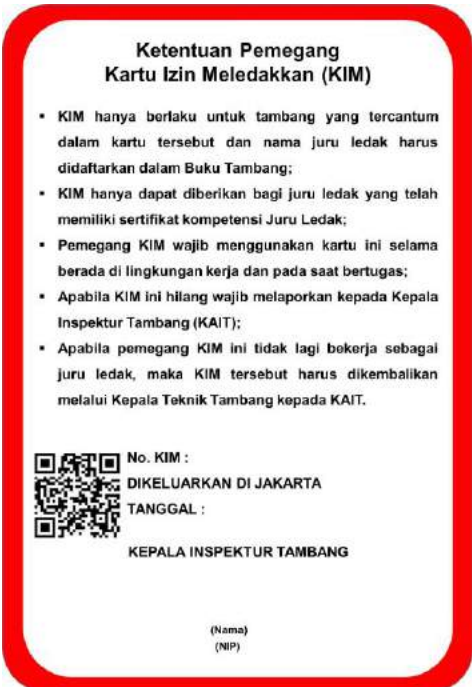 Ketentuan Pemegang
Kartu Izin Meledakkan (KIM)
▪ KIM hanya berlaku untuk tambang yang tercantum
dalam kartu tersebut dan nama juru ledak harus
didaftarkan dalam Buku Tambang;
▪ KIM hanya dapat diberikan bagi juru ledak yang telah
memiliki sertifikat kompetensi Juru Ledak;
▪ Pemegang KIM wajib menggunakan kartu ini selama
berada di lingkungan kerja dan pada saat bertugas;
▪ Apabila KIM ini hilang wajib melaporkan kepada Kepala
Inspektur Tambang (KAIT);
▪ Apabila pemegang KIM ini tidak lagi bekerja sebagai
juru ledak, maka KIM tersebut harus dikembalikan
melalui Kepala Teknik Tambang kepada KAIT.
No. KIM :
DIKELUARKAN DI JAKARTA
TANGGAL :
KEPALA INSPEKTUR TAMBANG
(Nama)
(NIP)